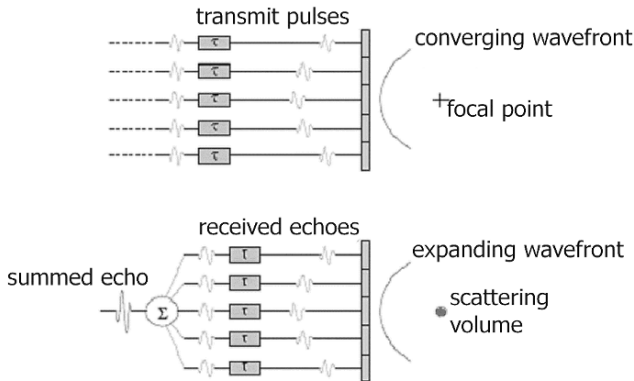 transmit pulses
τ
converging wavefront
τ
τ
focal point
τ
τ
received echoes
τ
expanding wavefront
summed echo
τ
Σ
τ
scattering
volume
τ
τ